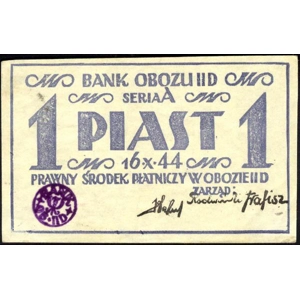 BANK OBOZU II D
SERIA A
1 PIAST 1
16 X • 44
PRAWNY ŚRODEK PŁATNICZY W OBOZIE II D
ZARZĄD: